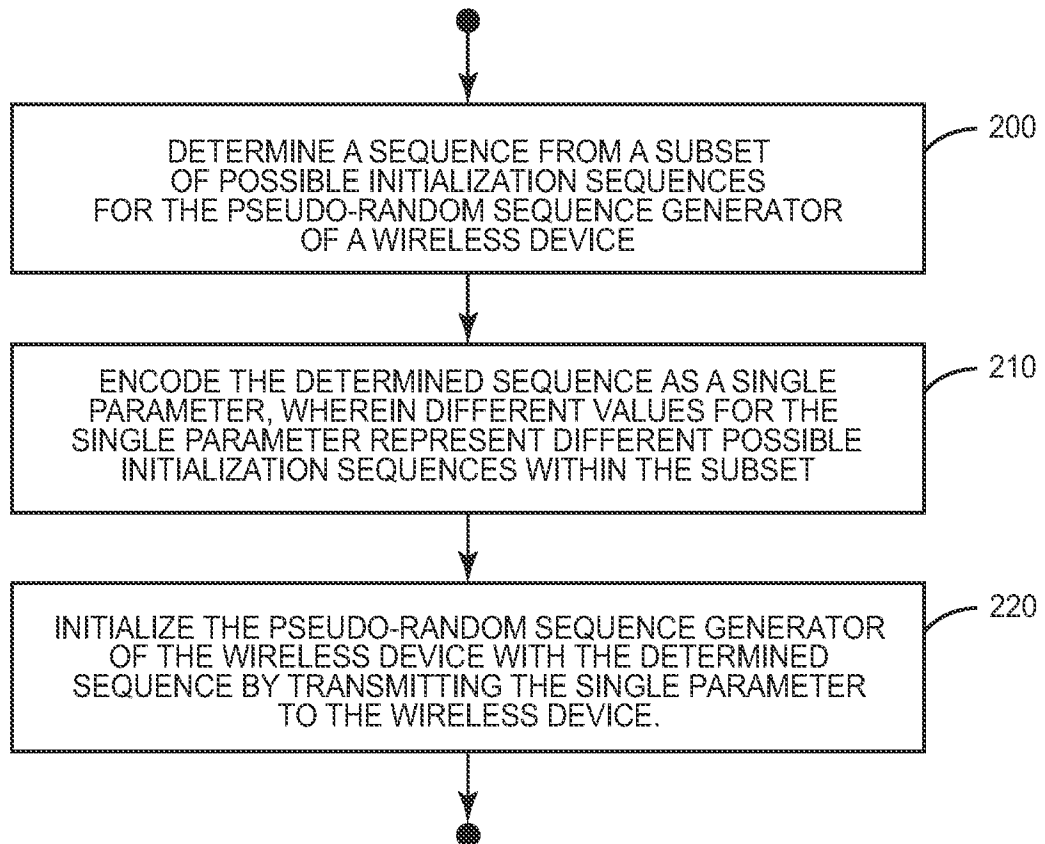 200
DETERMINE A SEQUENCE FROM A SUBSET
OF POSSIBLE INITIALIZATION SEQUENCES
FOR THE PSEUDO-RANDOM SEQUENCE GENERATOR
OF A WIRELESS DEVICE
210
ENCODE THE DETERMINED SEQUENCE AS A SINGLE
PARAMETER, WHEREIN DIFFERENT VALUES FOR THE
SINGLE PARAMETER REPRESENT DIFFERENT POSSIBLE
INITIALIZATION SEQUENCES WITHIN THE SUBSET
220
INITIALIZE THE PSEUDO-RANDOM SEQUENCE GENERATOR
OF THE WIRELESS DEVICE WITH THE DETERMINED
SEQUENCE BY TRANSMITTING THE SINGLE PARAMETER
TO THE WIRELESS DEVICE.